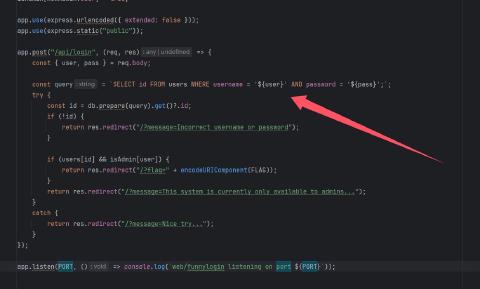 app.use(express.urlencoded({ extended: false }));
app.use(express.static("public"));
app.post("/api/login", (req, res) :any|undefined => {
const { user, pass } = req.body;
const query :string = `SELECT id FROM users WHERE username = '${user}' AND password = '${pass}';`;
try {
const id = db.prepare(query).get()?.id;
if (!id) {
return res.redirect("/?message=Incorrect username or password");
}
if (users[id] && isAdmin[user]) {
return res.redirect("/?flag=" + encodeURIComponent(FLAG));
}
return res.redirect("/?message=This system is currently only available to admins...");
}
catch {
return res.redirect("/?message=Nice try...");
}
});
app.listen(PORT, () :void => console.log(`web/funnylogin listening on port ${PORT}`));